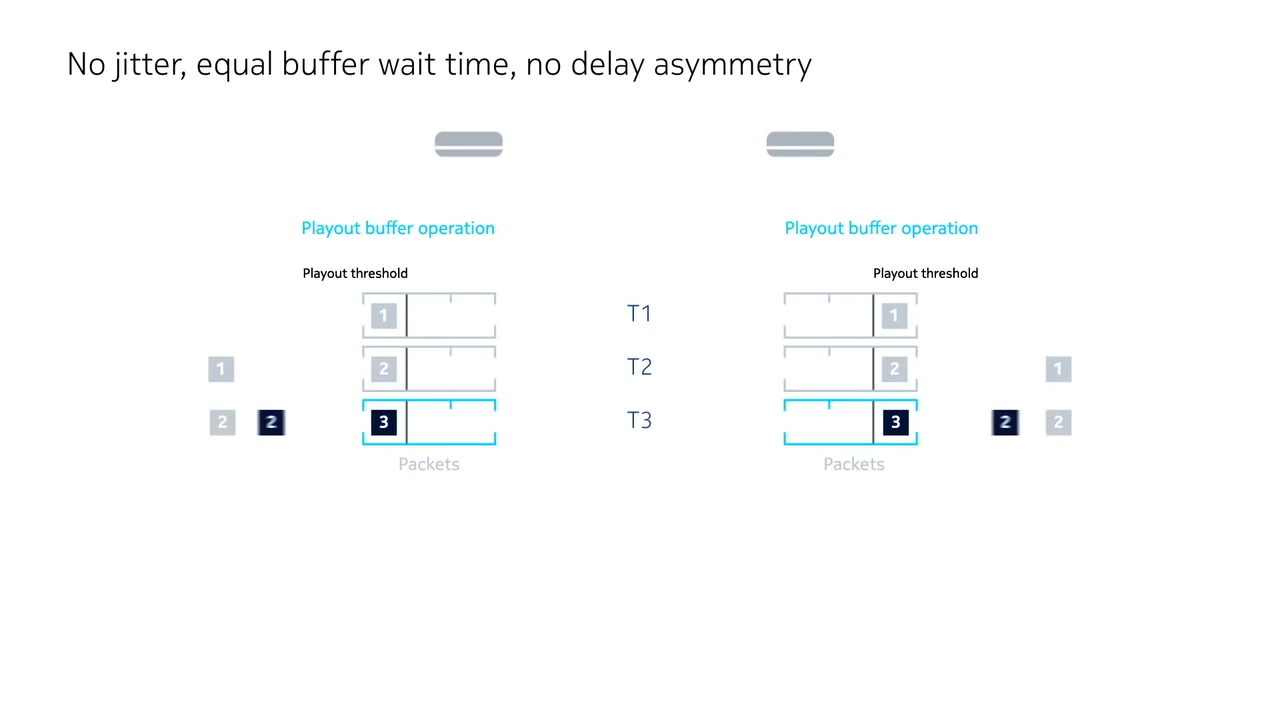 No jitter, equal buffer wait time, no delay asymmetry
Playout buffer operation
Playout buffer operation
Playout threshold
Playout threshold
1 T1 1
1 2 T2 2 1
2 2 3 T3 3 2 2
Packets
Packets